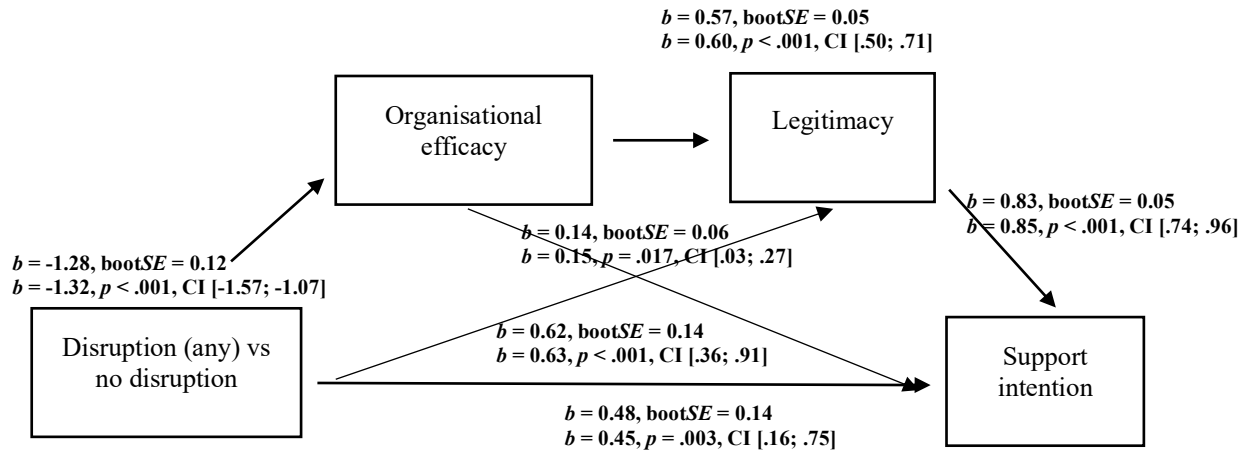 b = 0.57, bootSE = 0.05
b = 0.60, p < .001, CI [.50; .71]
Organisational
efficacy
Legitimacy
b = 0.83, bootSE = 0.05
b = 0.85, p < .001, CI [.74; .96]
b = 0.14, bootSE = 0.06
b = 0.15, p = .017, CI [.03; .27]
b = -1.28, bootSE = 0.12
b = -1.32, p < .001, CI [-1.57; -1.07]
Disruption (any) vs
no disruption
b = 0.62, bootSE = 0.14
b = 0.63, p < .001, CI [.36; .91]
Support
intention
b = 0.48, bootSE = 0.14
b = 0.45, p = .003, CI [.16; .75]